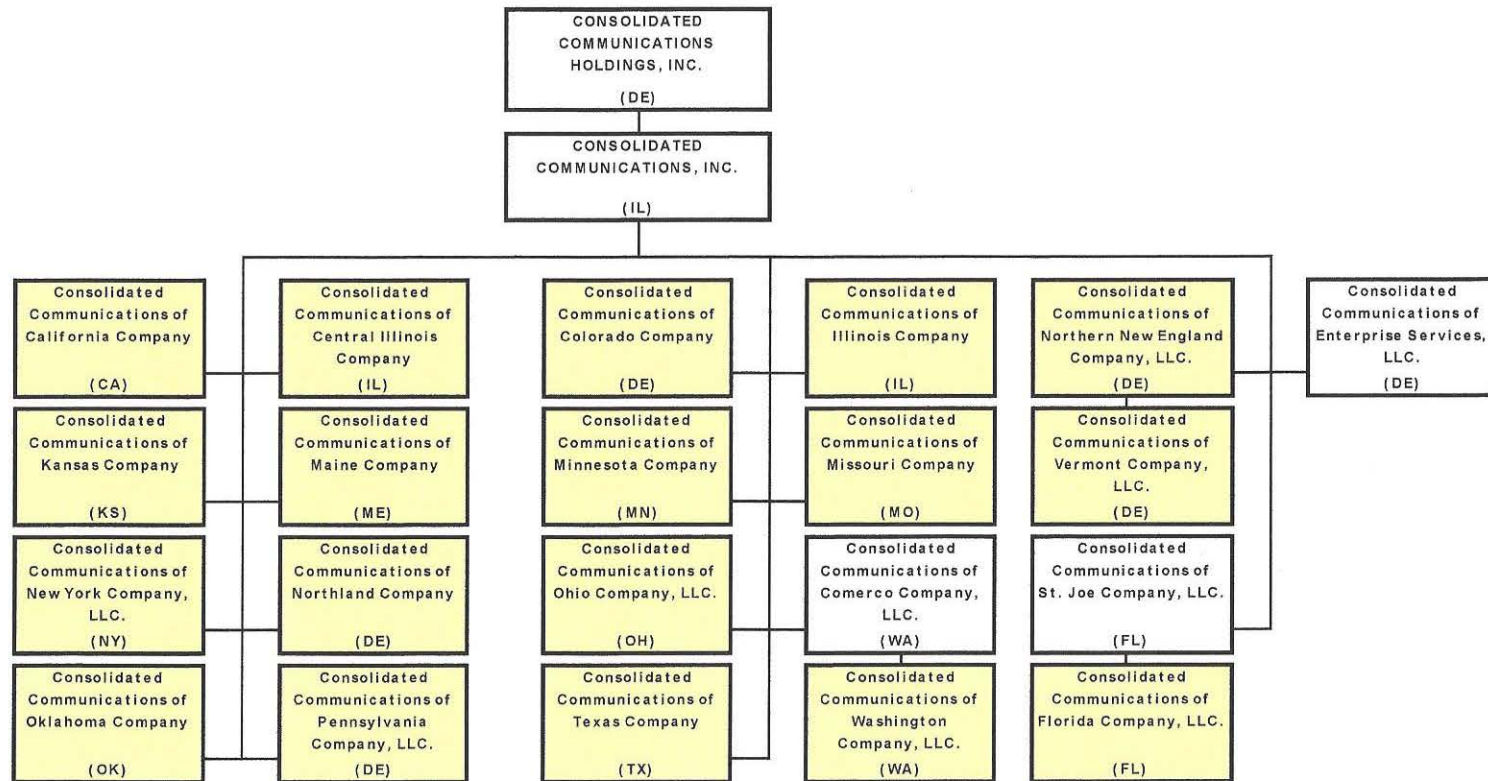 CONSOLIDATED
COMMUNICATIONS
HOLDINGS, INC.
(DE)
CONSOLIDATED
COMMUNICATIONS, INC.
(IL)
Consolidated
Communications of
California Company
(CA)
Consolidated
Communications of
Central Illinois
Company
(IL)
Consolidated
Communications of
Colorado Company
(DE)
Consolidated
Communications of
Illinois Company
(IL)
Consolidated
Communications of
Northern New England
Company, LLC.
(DE)
Consolidated
Communications of
Enterprise Services,
LLC.
(DE)
Consolidated
Communications of
Kansas Company
(KS)
Consolidated
Communications of
Maine Company
(ME)
Consolidated
Communications of
Minnesota Company
(MN)
Consolidated
Communications of
Missouri Company
(MO)
Consolidated
Communications of
Vermont Company,
LLC.
(DE)
Consolidated
Communications of
New York Company,
LLC.
(NY)
Consolidated
Communications of
Northland Company
(DE)
Consolidated
Communications of
Ohio Company, LLC.
(OH)
Consolidated
Communications of
Comerco Company,
LLC.
(WA)
Consolidated
Communications of
St. Joe Company, LLC.
(FL)
Consolidated
Communications of
Oklahoma Company
(OK)
Consolidated
Communications of
Pennsylvania
Company, LLC.
(DE)
Consolidated
Communications of
Texas Company
(TX)
Consolidated
Communications of
Washington
Company, LLC.
(WA)
Consolidated
Communications of
Florida Company, LLC.
(FL)